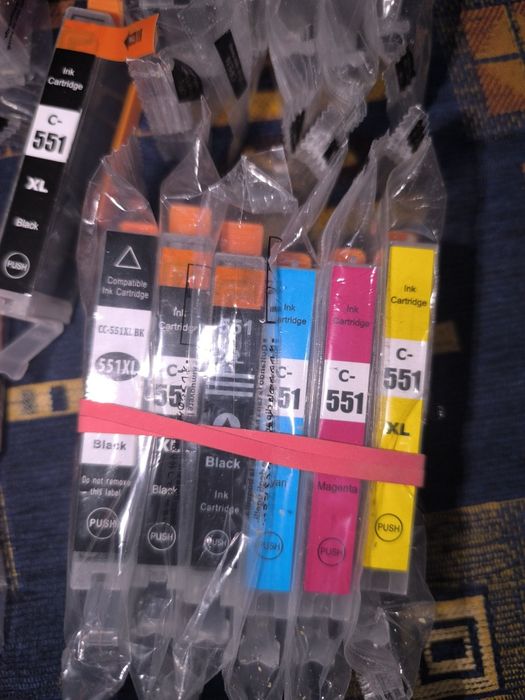 Ink
Cartridge
C-
551
XL
Black
PUSH
Compatible
Ink Cartridge
CC-551XLBK
551XL
Black
Do not remove
this label
PUSH
Ink
Cartridge
C-
55
XL
Black
PUSH
551
Black
Ink
Cartridge
PUSH
Ink
Cartridge
C-
551
PUSH
Ink
Cartridge
C-
551
Magenta
PUSH
Ink
Cartridge
C-
551
XL
PUSH